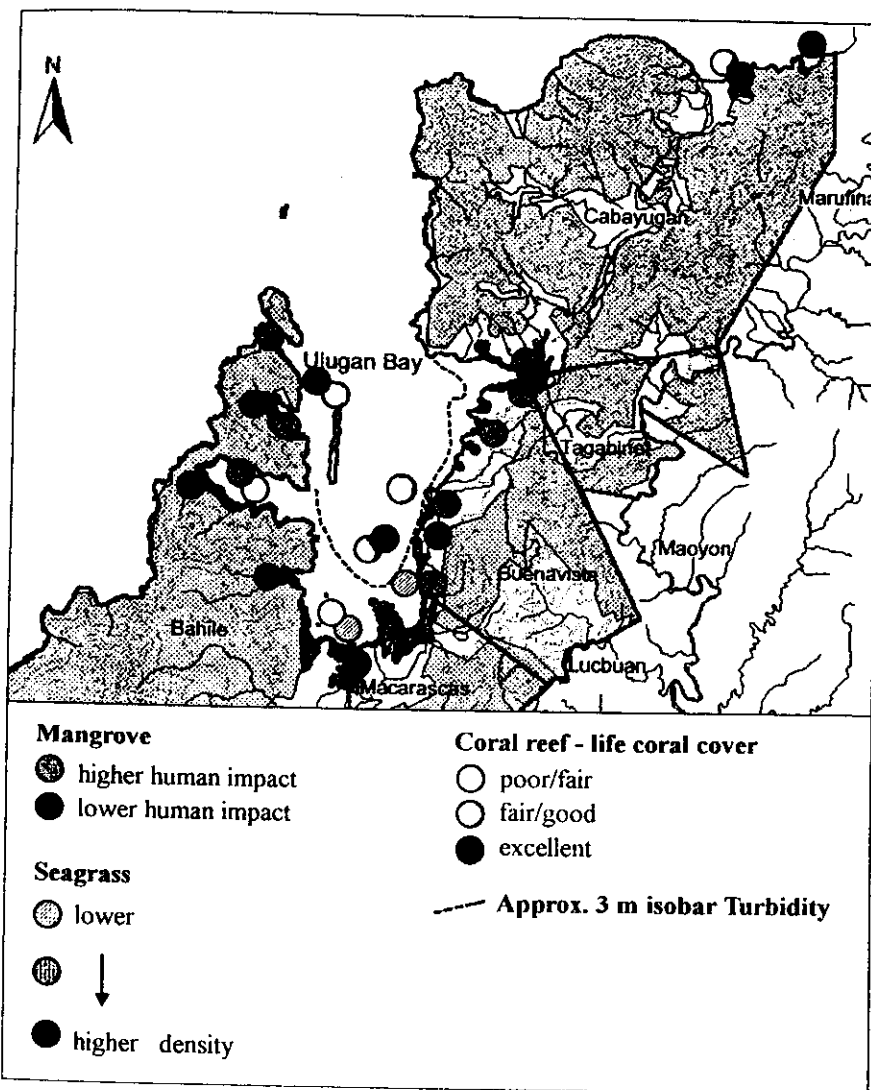 N
Marufina
Cabayugan
Ulugan Bay
Tagabinet
Maoyon
Buenavista
Bahile
Lucbuan
Macarascas
Mangrove
higher human impact
lower human impact
Seagrass
lower
higher density
Coral reef - life coral cover
poor/fair
fair/good
excellent
Approx. 3 m isobar Turbidity